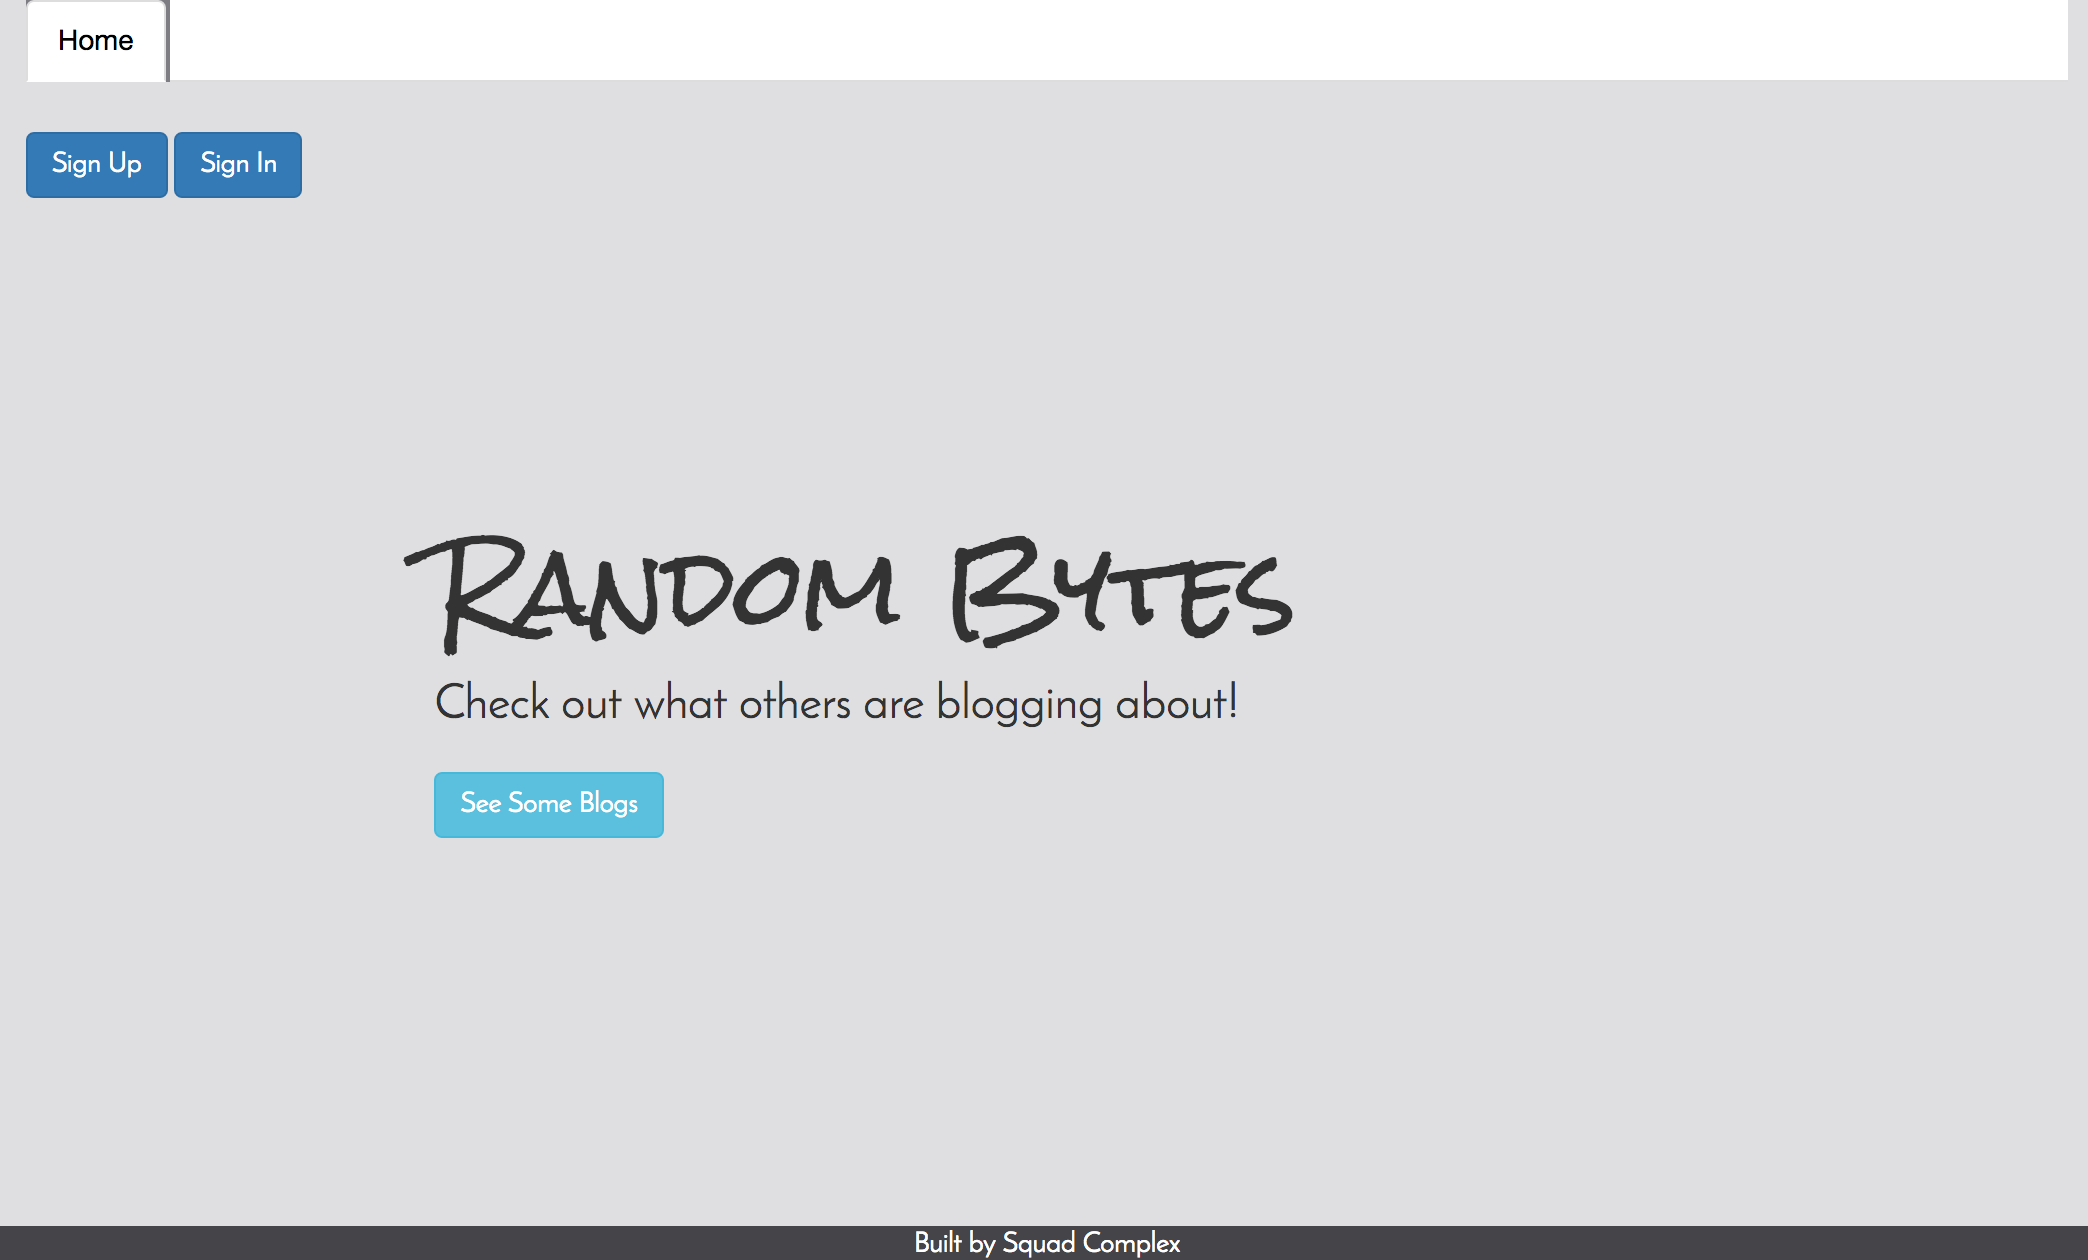 Home
Sign Up Sign In
Random Bytes
Check out what others are blogging about!
See Some Blogs
Built by Squad Complex